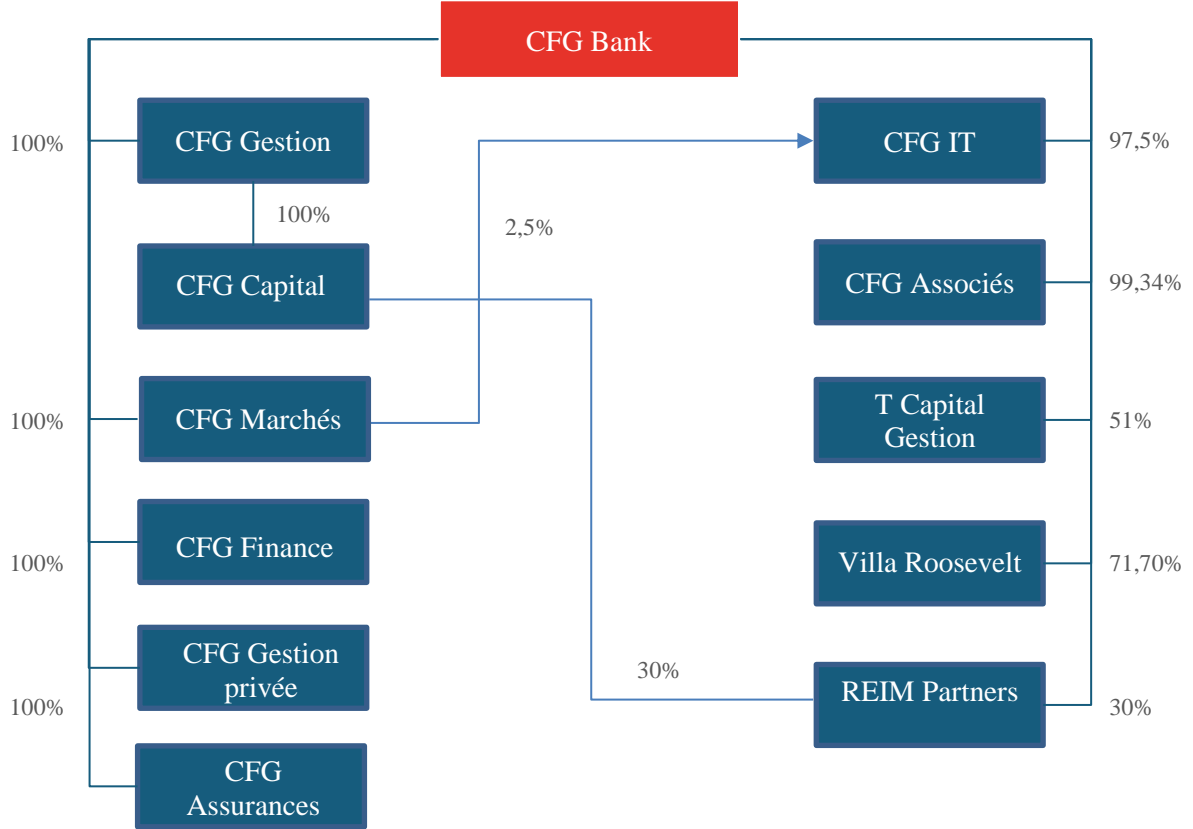 CFG Bank
100%
CFG Gestion
CFG IT
97,5%
100%
2,5%
CFG Capital
CFG Associés
99,34%
100%
CFG Marchés
T Capital
Gestion
51%
100%
CFG Finance
Villa Roosevelt
71,70%
CFG Gestion
privée
30%
100%
REIM Partners
30%
CFG
Assurances